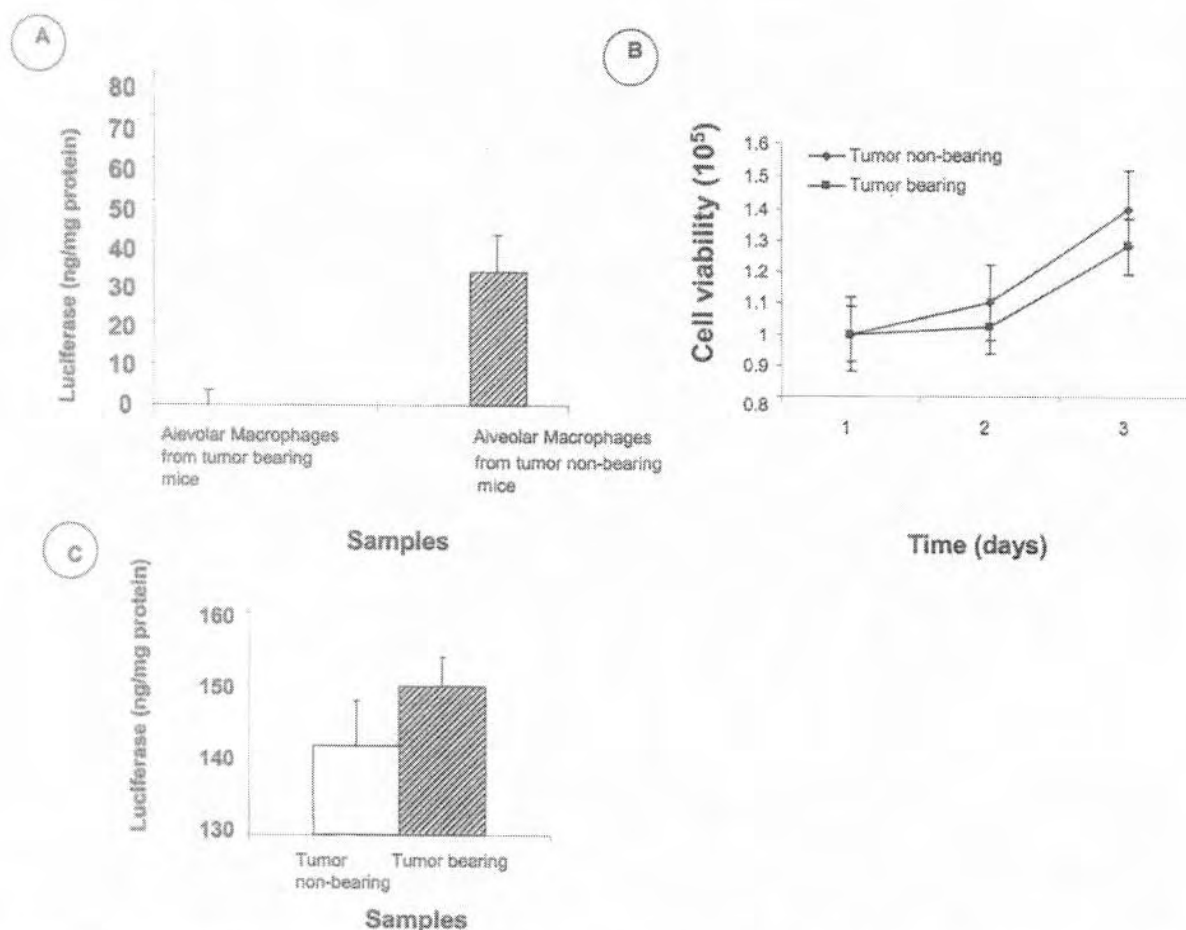 A
Luciferase (ng/mg protein)
80
70
60
50
40
30
20
10
0
Aievolar Macrophages
from tumor bearing
mice
Alveolar Macrophages
from tumor non-bearing
mice
Samples
B
Cell viability (10⁵)
1.6
1.5
1.4
1.3
1.2
1.1
1
0.9
0.8
Tumor non-bearing
Tumor bearing
1
2
3
Time (days)
C
Luciferase (ng/mg protein)
160
150
140
130
Tumor
non-bearing
Tumor bearing
Samples